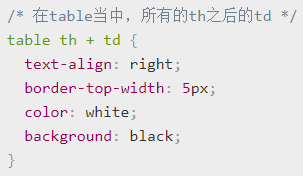 /* 在table当中，所有的th之后的td */
table th + td {
  text-align: right;
  border-top-width: 5px;
  color: white;
  background: black;
}